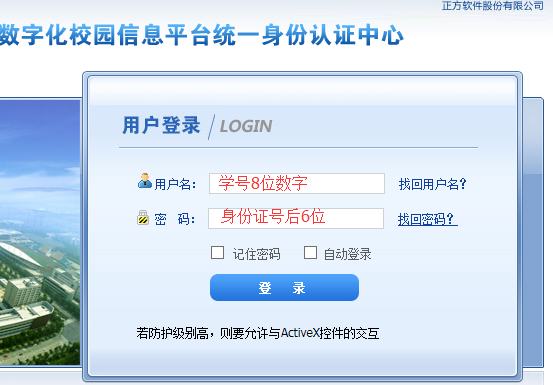 正方软件股份有限公司
数字化校园信息平台统一身份认证中心
用户登录 / LOGIN
用户名： 学号8位数字 找回用户名?
密 码： 身份证号后6位 找回密码?
记住密码 自动登录
登 录
若防护级别高，则要允许与ActiveX控件的交互